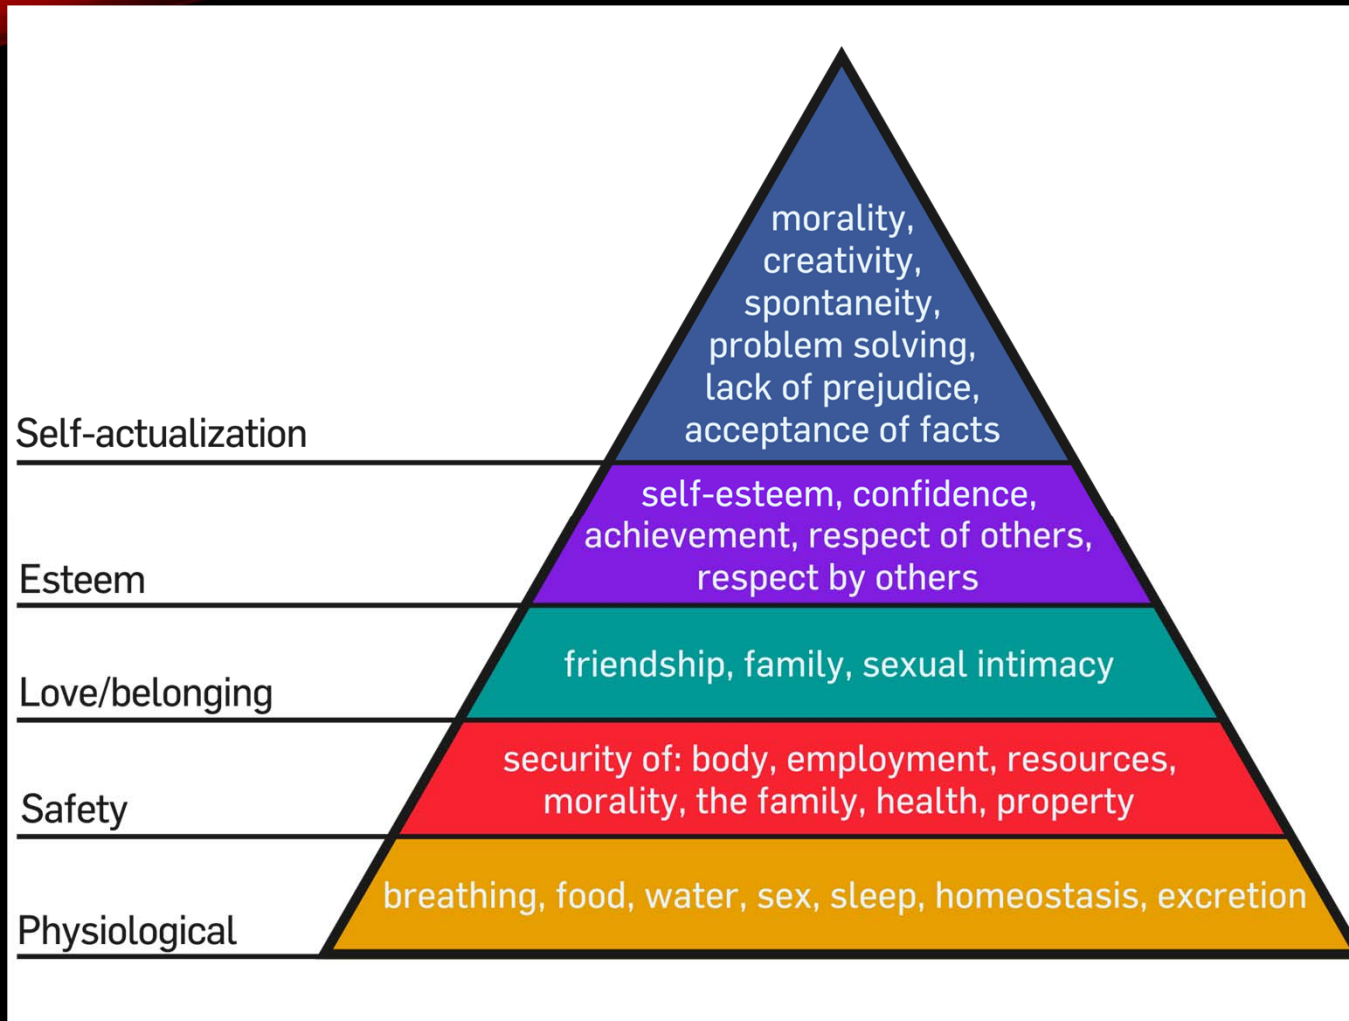 morality,
creativity,
spontaneity,
problem solving,
lack of prejudice,
acceptance of facts
Self-actualization
self-esteem, confidence,
achievement, respect of others,
respect by others
Esteem
friendship, family, sexual intimacy
Love/belonging
security of: body, employment, resources,
morality, the family, health, property
Safety
breathing, food, water, sex, sleep, homeostasis, excretion
Physiological